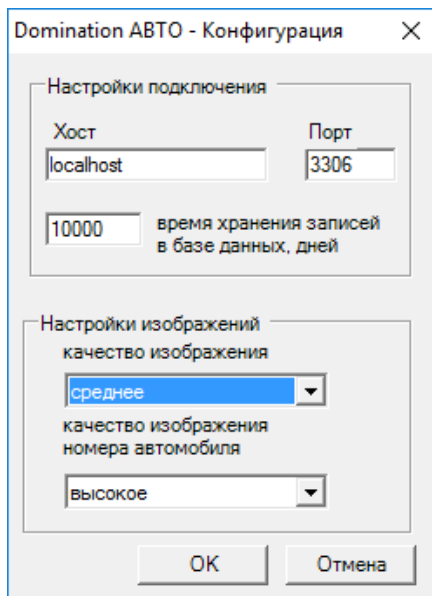 Domination АВТО - Конфигурация
Настройки подключения
Хост Порт
localhost 3306
10000 время хранения записей
в базе данных, дней
Настройки изображений
качество изображения
среднее
качество изображения
номера автомобиля
высокое
OK Отмена